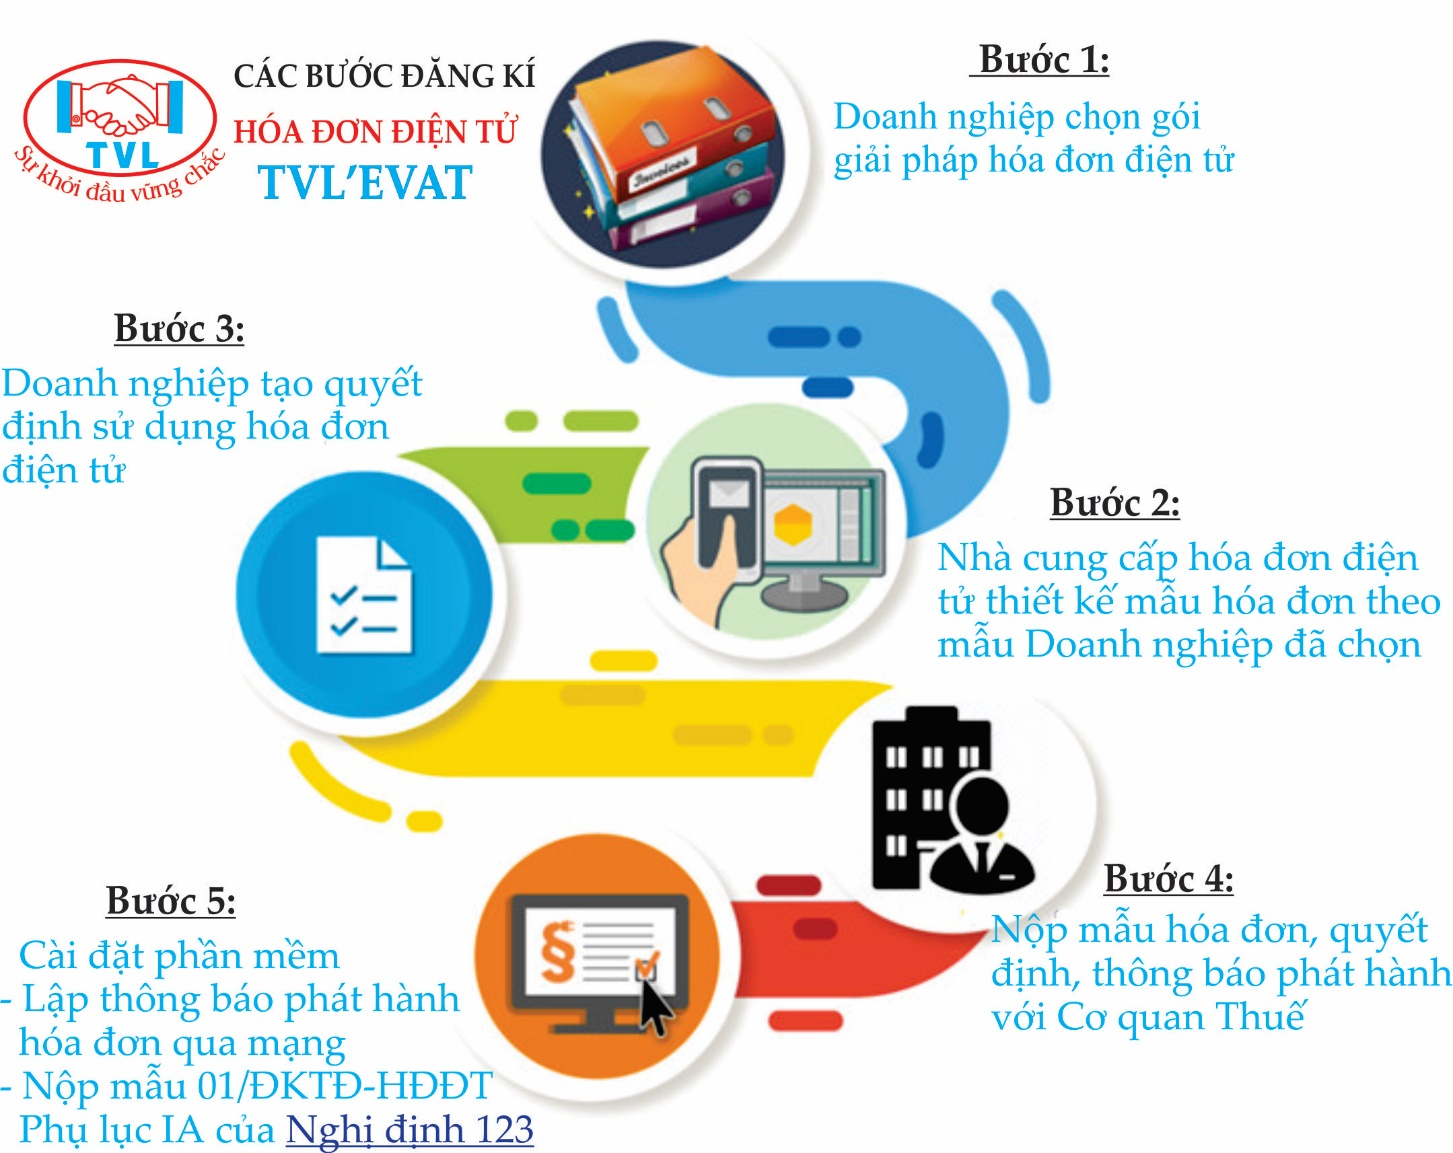 TVL
Sự khởi đầu vững chắc
CÁC BƯỚC ĐĂNG KÍ
HÓA ĐƠN ĐIỆN TỬ
TVL’EVAT
Invoices
Bước 1:
Doanh nghiệp chọn gói
giải pháp hóa đơn điện tử
Bước 2:
Nhà cung cấp hóa đơn điện
tử thiết kế mẫu hóa đơn theo
mẫu Doanh nghiệp đã chọn
Bước 3:
Doanh nghiệp tạo quyết
định sử dụng hóa đơn
điện tử
Bước 4:
Nộp mẫu hóa đơn, quyết
định, thông báo phát hành
với Cơ quan Thuế
Bước 5:
Cài đặt phần mềm
- Lập thông báo phát hành
hóa đơn qua mạng
- Nộp mẫu 01/ĐKTĐ-HĐĐT
Phụ lục IA của Nghị định 123